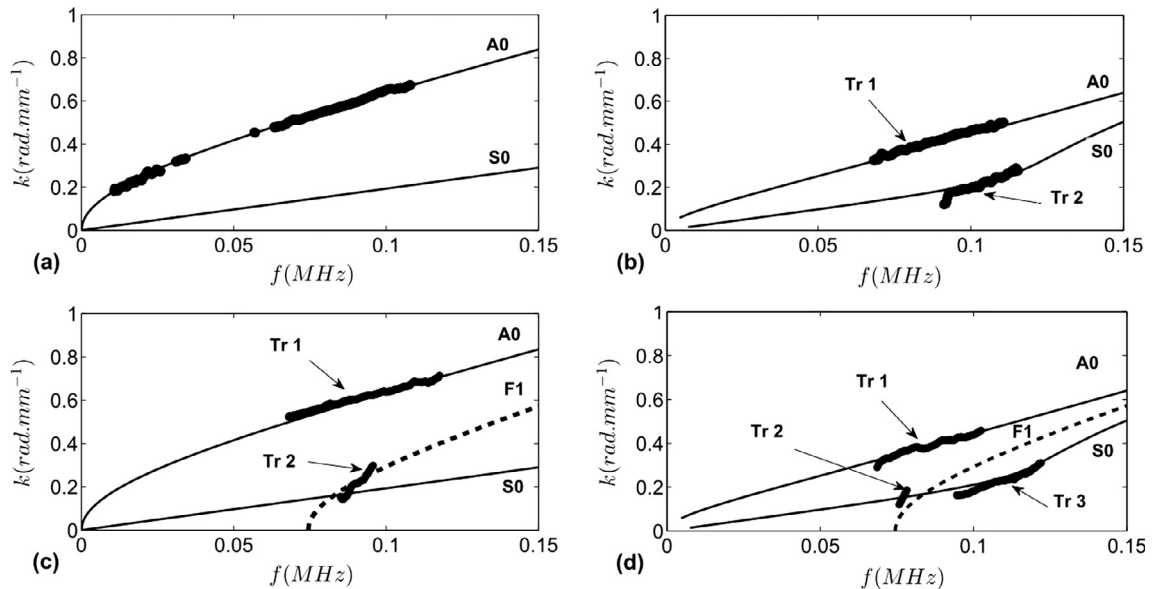 1
0.8
0.6
0.4
0.2
0
k(rad.mm⁻¹)
A0
S0
0
0.05
0.1
0.15
f(MHz)
(a)
1
0.8
0.6
0.4
0.2
0
k(rad.mm⁻¹)
Tr 1
A0
S0
Tr 2
0
0.05
0.1
0.15
f(MHz)
(b)
1
0.8
0.6
0.4
0.2
0
k(rad.mm⁻¹)
Tr 1
A0
F1
Tr 2
S0
0
0.05
0.1
0.15
f(MHz)
(c)
1
0.8
0.6
0.4
0.2
0
k(rad.mm⁻¹)
Tr 1
A0
Tr 2
F1
S0
Tr 3
0
0.05
0.1
0.15
f(MHz)
(d)